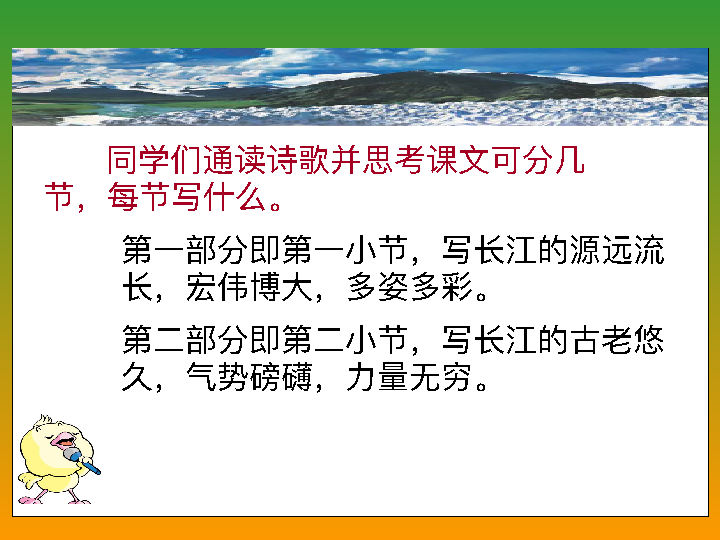 同学们通读诗歌并思考课文可分几
节，每节写什么。
第一部分即第一小节，写长江的源远流
长，宏伟博大，多姿多彩。
第二部分即第二小节，写长江的古老悠
久，气势磅礴，力量无穷。